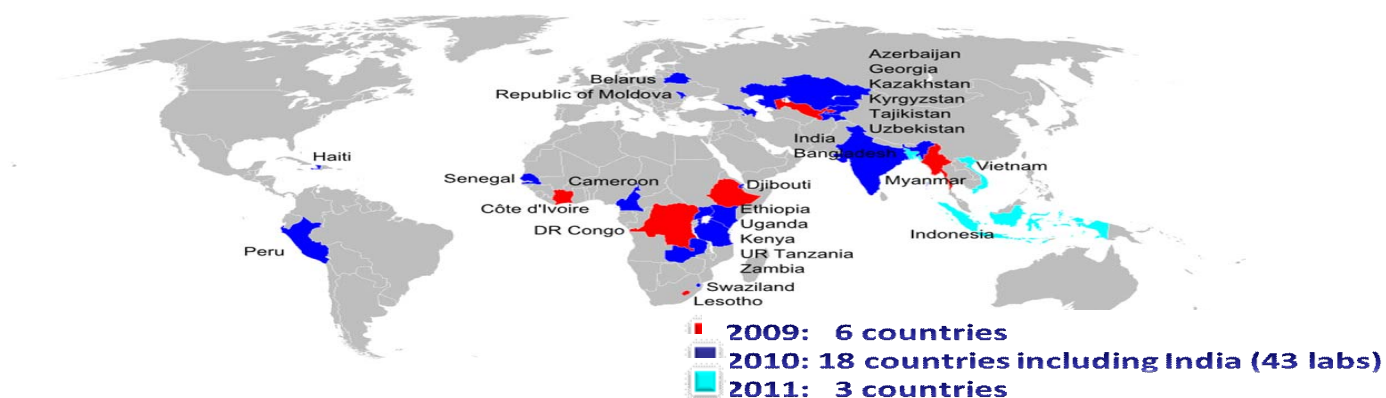 Azerbaijan
Georgia
Kazakhstan
Kyrgyzstan
Tajikistan
Uzbekistan
Belarus
Republic of Moldova
India
Bangladesh
Haiti
Vietnam
Senegal
Cameroon
Djibouti
Myanmar
Côte d'Ivoire
Ethiopia
DR Congo
Uganda
Indonesia
Kenya
Peru
UR Tanzania
Zambia
Swaziland
Lesotho
2009: 6 countries
2010: 18 countries including India (43 labs)
2011: 3 countries